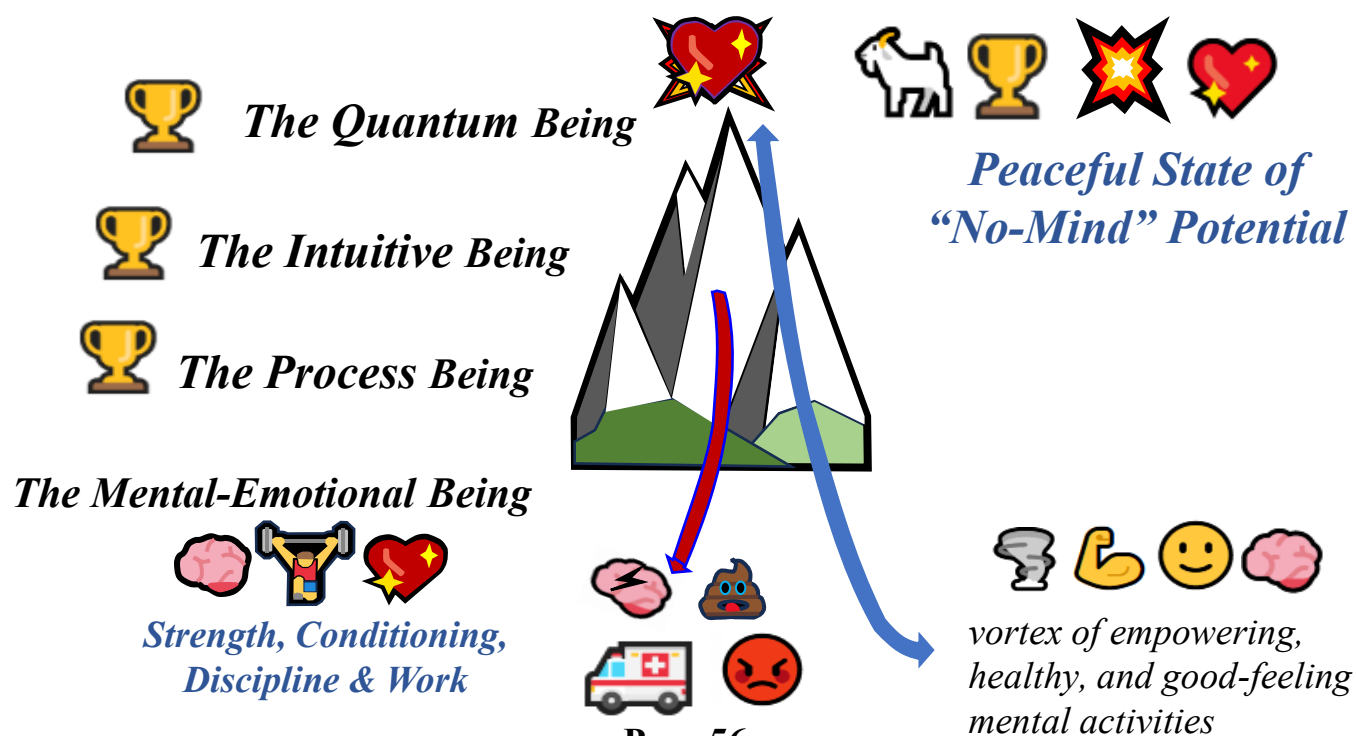 The Quantum Being
Peaceful State of
“No-Mind” Potential
The Intuitive Being
The Process Being
The Mental-Emotional Being
Strength, Conditioning,
Discipline & Work
vortex of empowering,
healthy, and good-feeling
mental activities